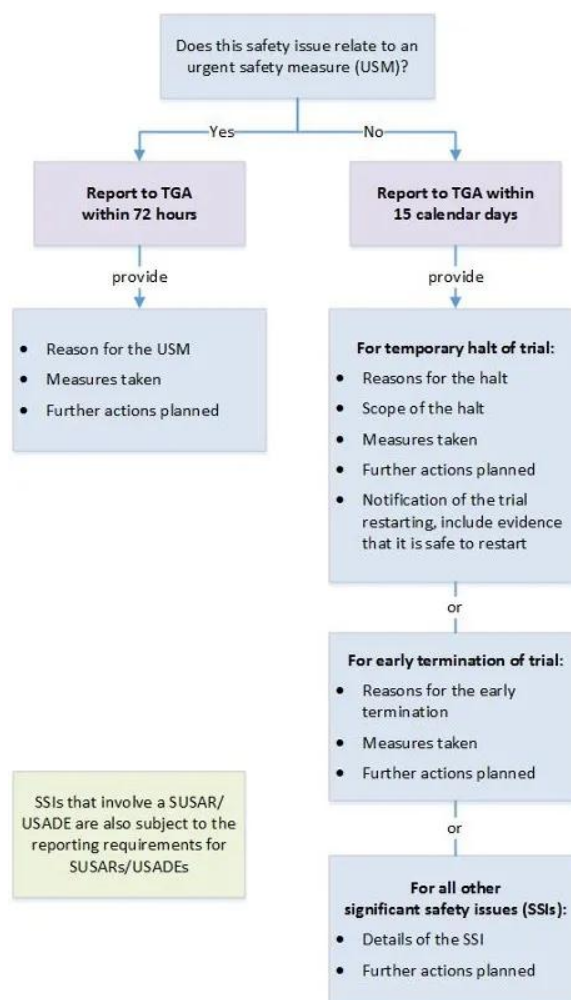 Does this safety issue relate to an
urgent safety measure (USM)?
Yes
No
Report to TGA
within 72 hours
Report to TGA within
15 calendar days
provide
provide
• Reason for the USM
• Measures taken
• Further actions planned
For temporary halt of trial:
• Reasons for the halt
• Scope of the halt
• Measures taken
• Further actions planned
• Notification of the trial
restarting, include evidence
that it is safe to restart
or
For early termination of trial:
• Reasons for the early
termination
• Measures taken
• Further actions planned
SSIs that involve a SUSAR/
USADE are also subject to the
reporting requirements for
SUSARs/USADEs
or
For all other
significant safety issues (SSIs):
• Details of the SSI
• Further actions planned